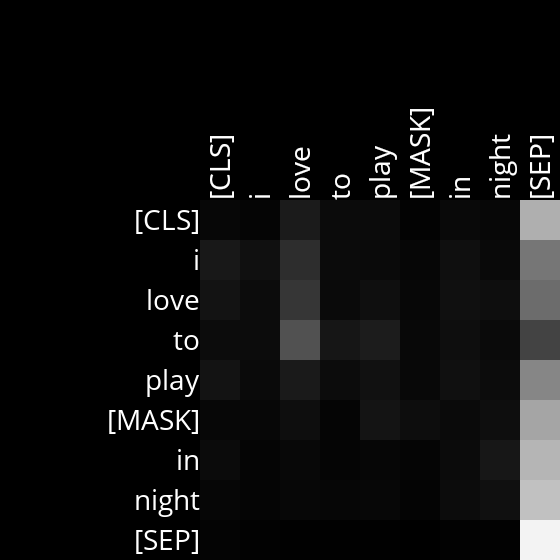 [CLS] i love to play [MASK] in night [SEP]
[CLS]
i
love
to
play
[MASK]
in
night
[SEP]